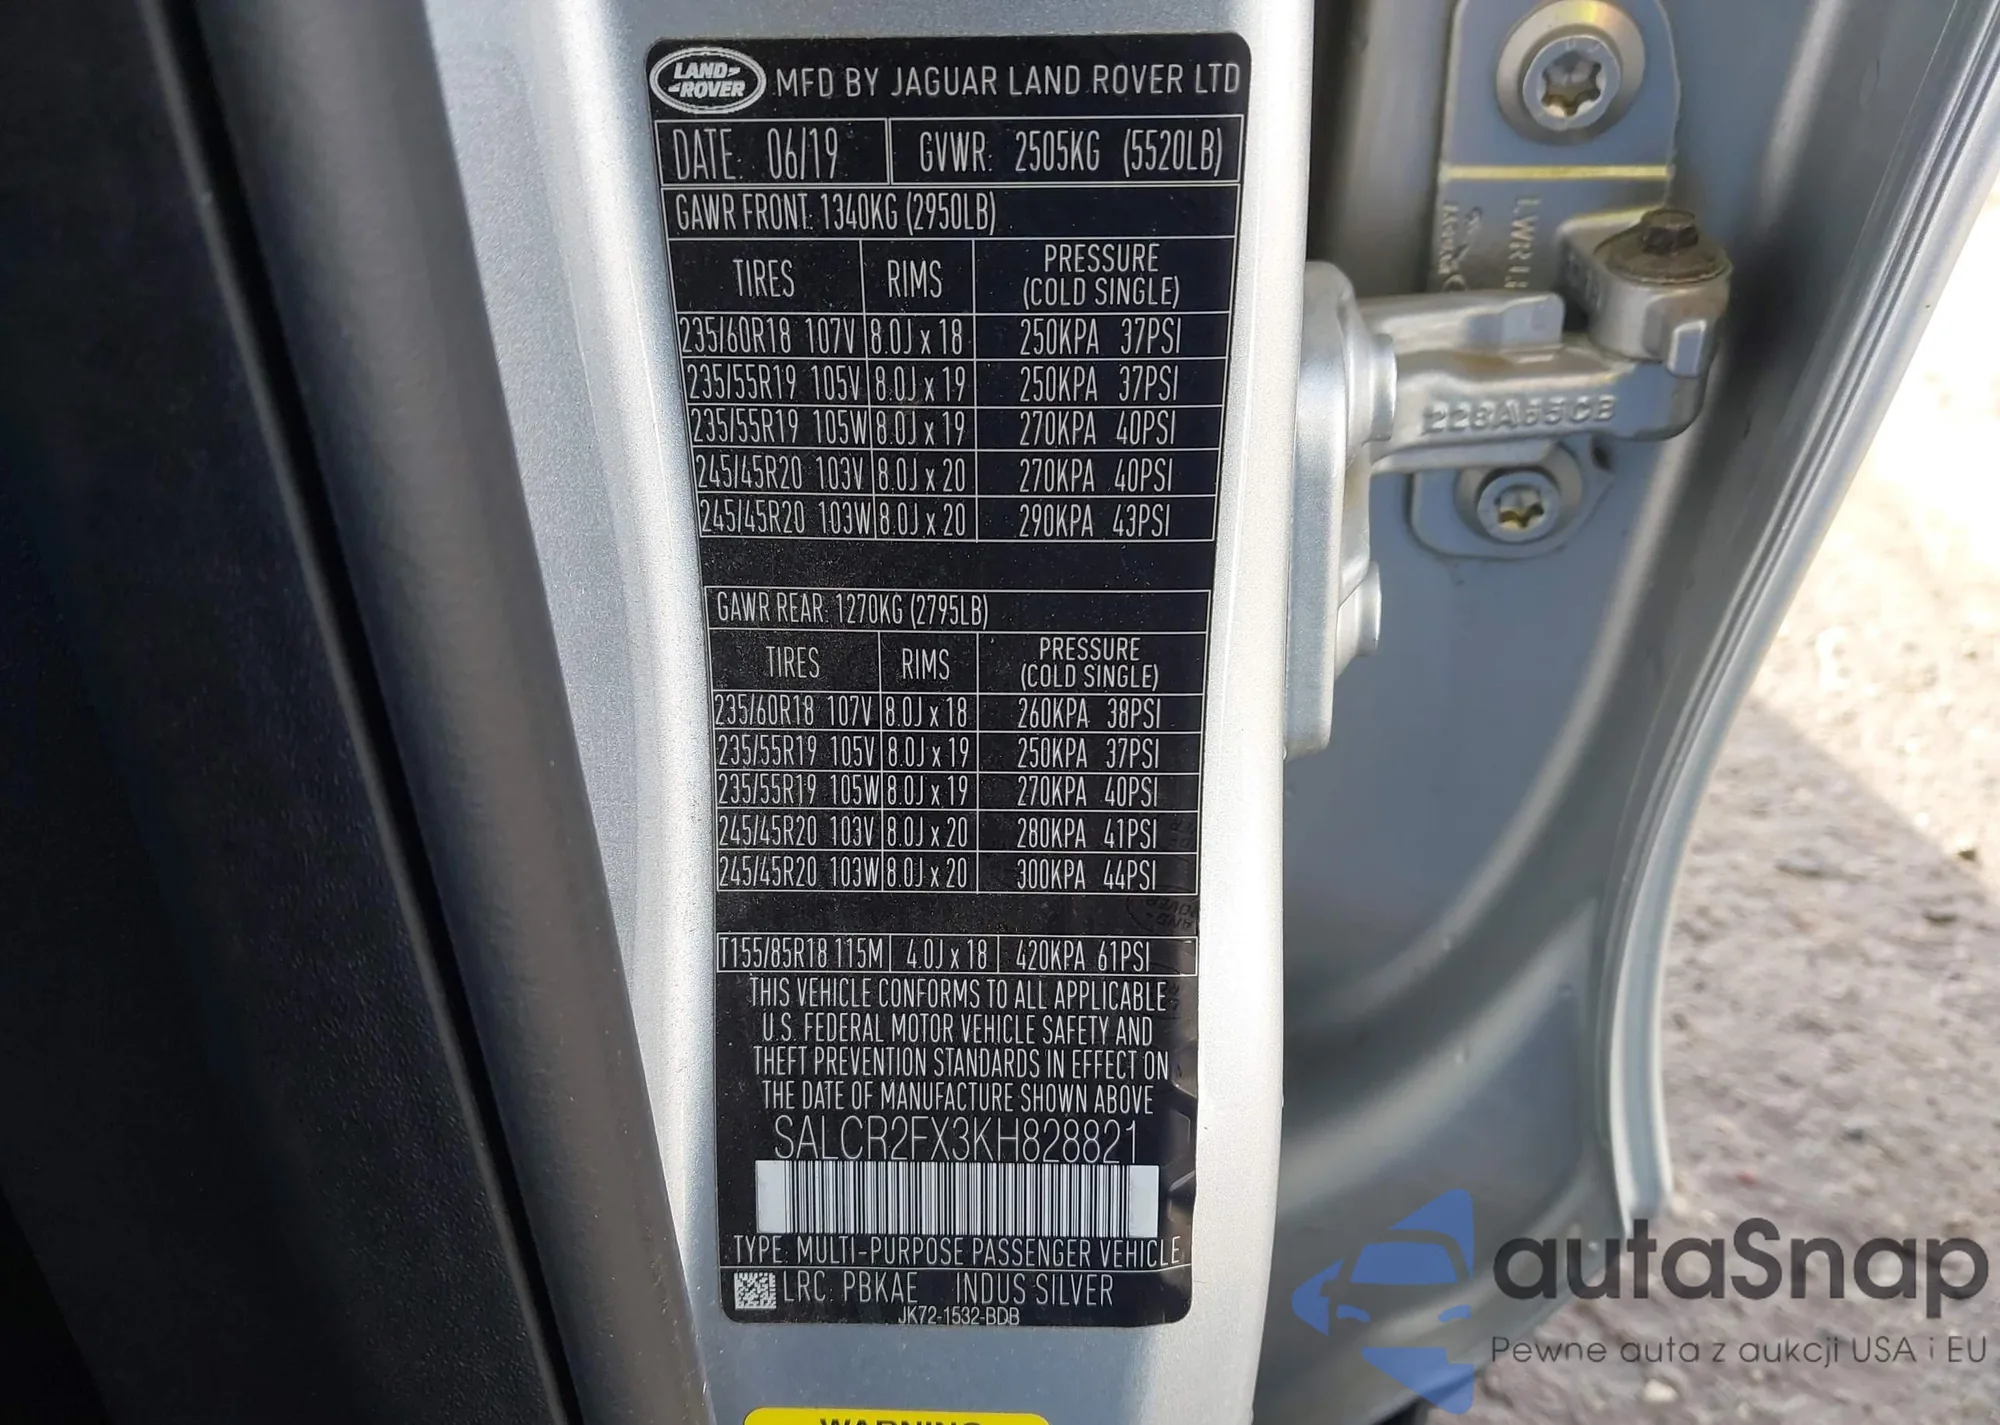 LAND-
-ROVER
MFD BY JAGUAR LAND ROVER LTD
DATE: 06/19 GVWR: 2505KG (5520LB)
GAWR FRONT: 1340KG (2950LB)
TIRES RIMS PRESSURE (COLD SINGLE)
235/60R18 107V 8.0J x 18 250KPA 37PSI
235/55R19 105V 8.0J x 19 250KPA 37PSI
235/55R19 105W 8.0J x 19 270KPA 40PSI
245/45R20 103V 8.0J x 20 270KPA 40PSI
245/45R20 103W 8.0J x 20 290KPA 43PSI
GAWR REAR: 1270KG (2795LB)
TIRES RIMS PRESSURE (COLD SINGLE)
235/60R18 107V 8.0J x 18 260KPA 38PSI
235/55R19 105V 8.0J x 19 250KPA 37PSI
235/55R19 105W 8.0J x 19 270KPA 40PSI
245/45R20 103V 8.0J x 20 280KPA 41PSI
245/45R20 103W 8.0J x 20 300KPA 44PSI
T155/85R18 115M 4.0J x 18 420KPA 61PSI
THIS VEHICLE CONFORMS TO ALL APPLICABLE
U.S. FEDERAL MOTOR VEHICLE SAFETY AND
THEFT PREVENTION STANDARDS IN EFFECT ON
THE DATE OF MANUFACTURE SHOWN ABOVE
SALCR2FX3KH828821
TYPE: MULTI-PURPOSE PASSENGER VEHICLE
LRC: PBKAE INDUS SILVER
JK72-1532-BDB
WARNING
228A65CB
autaSnap
Pewne auta z aukcji USA i EU